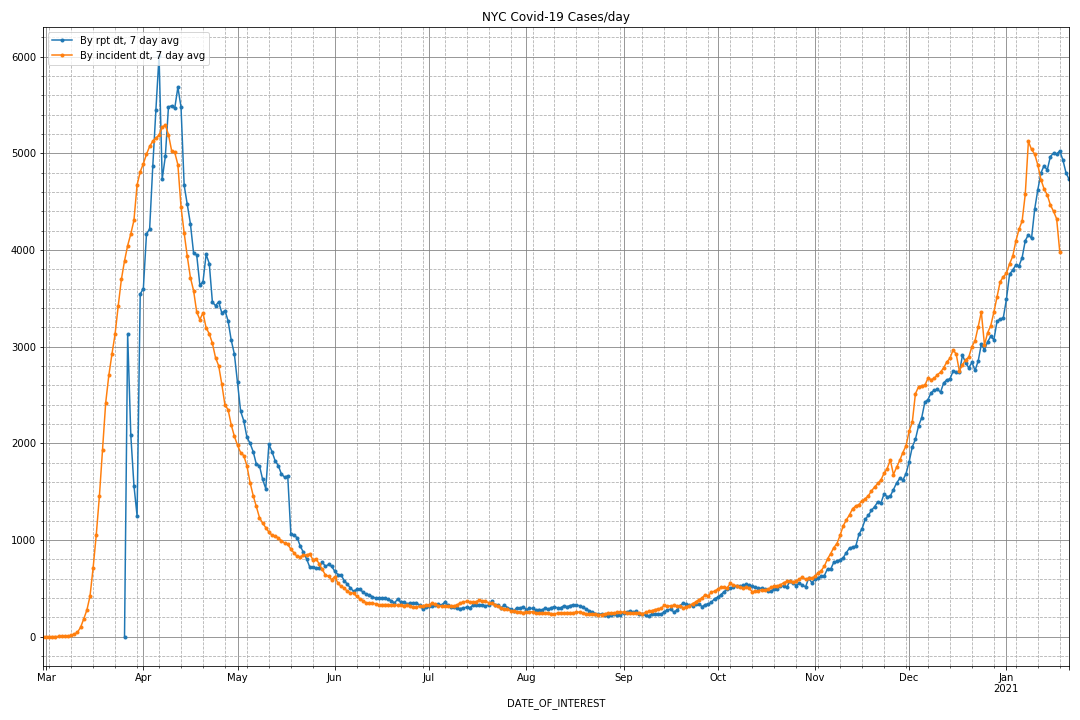 NYC Covid-19 Cases/day
By rpt dt, 7 day avg
By incident dt, 7 day avg
6000
5000
4000
3000
2000
1000
0
Mar Apr May Jun Jul Aug Sep Oct Nov Dec Jan
2021
DATE_OF_INTEREST